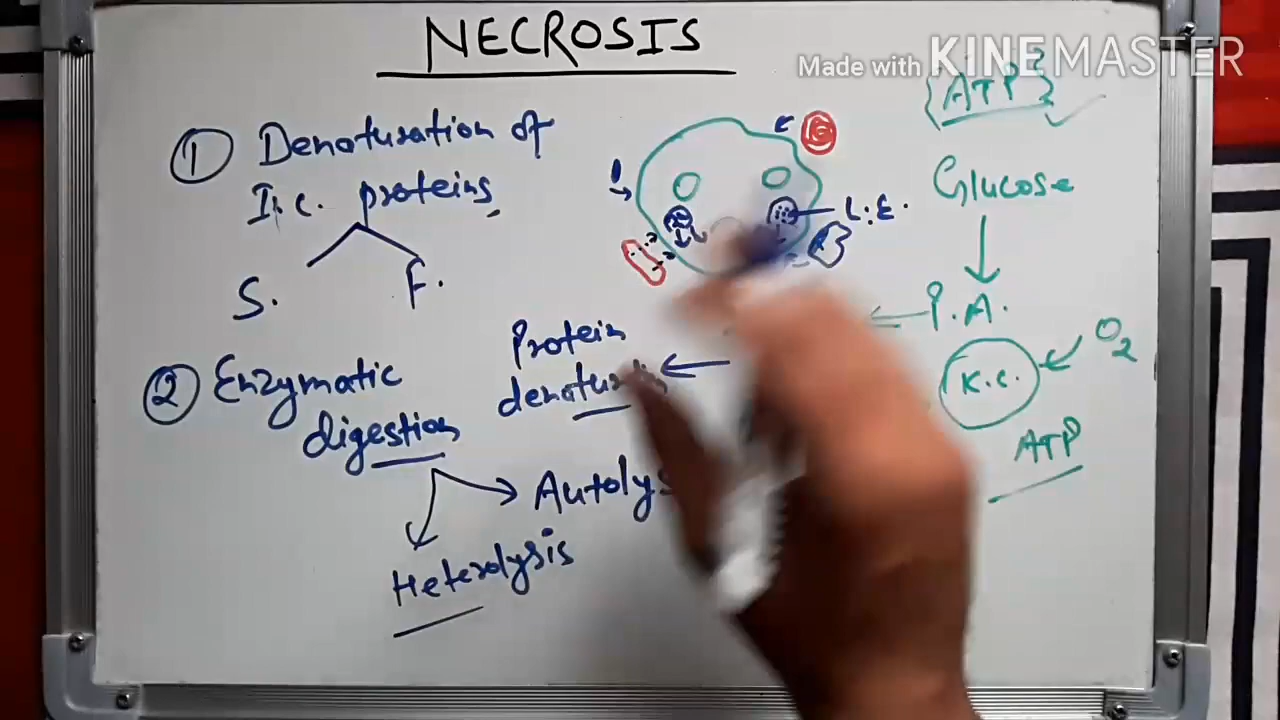 NECROSIS
Made with KINEMASTER
{ATP}
① Denaturation of
I.c. proteins
S. F.
L.E.
Glucose
P.A.
O2
K.C.
ATP
Protein
② Enzymatic
digestion
Heterolysis